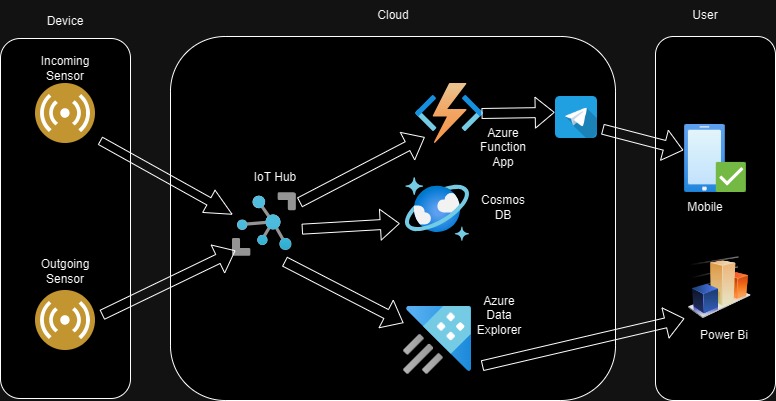 Device
Cloud
User
Incoming
Sensor
IoT Hub
Azure
Function
App
Cosmos
DB
Mobile
Outgoing
Sensor
Azure
Data
Explorer
Power Bi